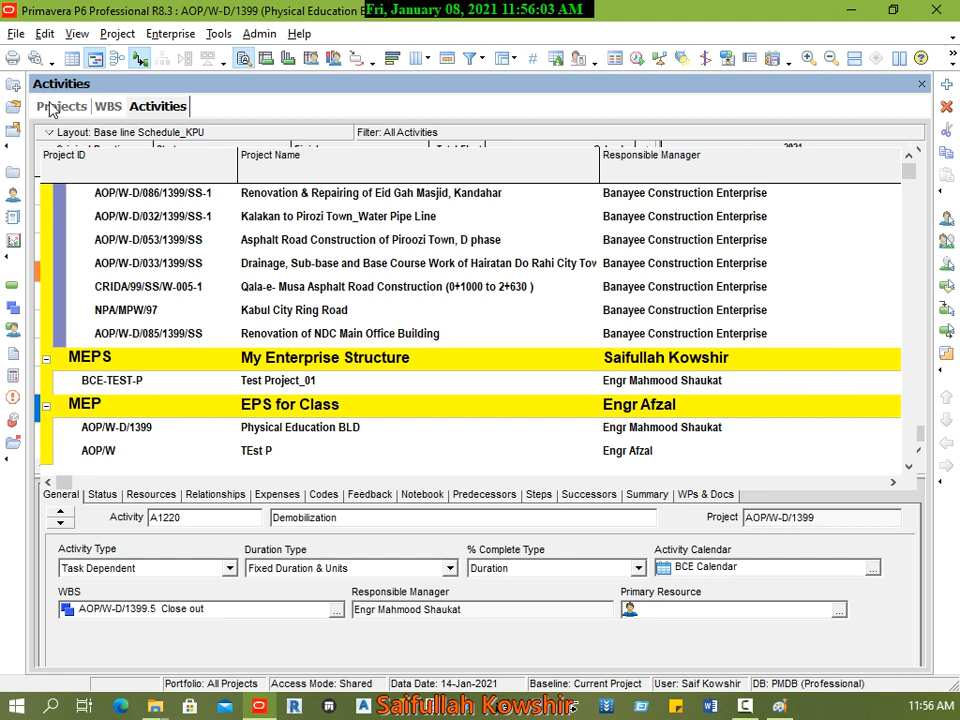 Primavera P6 Professional R8.3 : AOP/W-D/1399 (Physical Education B
Fri, January 08, 2021 11:56:03 AM
File Edit View Project Enterprise Tools Admin Help
Activities
Projects WBS Activities
Layout: Base line Schedule_KPU Filter: All Activities
2021
Project ID Project Name Responsible Manager
AOP/W-D/086/1399/SS-1 Renovation & Repairing of Eid Gah Masjid, Kandahar Banayee Construction Enterprise
AOP/W-D/032/1399/SS-1 Kalakan to Pirozi Town_Water Pipe Line Banayee Construction Enterprise
AOP/W-D/053/1399/SS Asphalt Road Construction of Piroozi Town, D phase Banayee Construction Enterprise
AOP/W-D/033/1399/SS Drainage, Sub-base and Base Course Work of Hairatan Do Rahi City Tow Banayee Construction Enterprise
CRIDA/99/SS/W-005-1 Qala-e- Musa Asphalt Road Construction (0+1000 to 2+630 ) Banayee Construction Enterprise
NPA/MPW/97 Kabul City Ring Road Banayee Construction Enterprise
AOP/W-D/085/1399/SS Renovation of NDC Main Office Building Banayee Construction Enterprise
MEPS My Enterprise Structure Saifullah Kowshir
BCE-TEST-P Test Project_01 Engr Mahmood Shaukat
MEP EPS for Class Engr Afzal
AOP/W-D/1399 Physical Education BLD Engr Mahmood Shaukat
AOP/W TEst P Engr Afzal
General Status Resources Relationships Expenses Codes Feedback Notebook Predecessors Steps Successors Summary WPs & Docs
Activity A1220 Demobilization Project AOP/W-D/1399
Activity Type Duration Type % Complete Type Activity Calendar
Task Dependent Fixed Duration & Units Duration BCE Calendar
WBS Responsible Manager Primary Resource
AOP/W-D/1399.5 Close out Engr Mahmood Shaukat
Portfolio: All Projects Access Mode: Shared Data Date: 14-Jan-2021 Baseline: Current Project User: Saif Kowshir DB: PMDB (Professional)
Saifullah Kowshir
11:56 AM